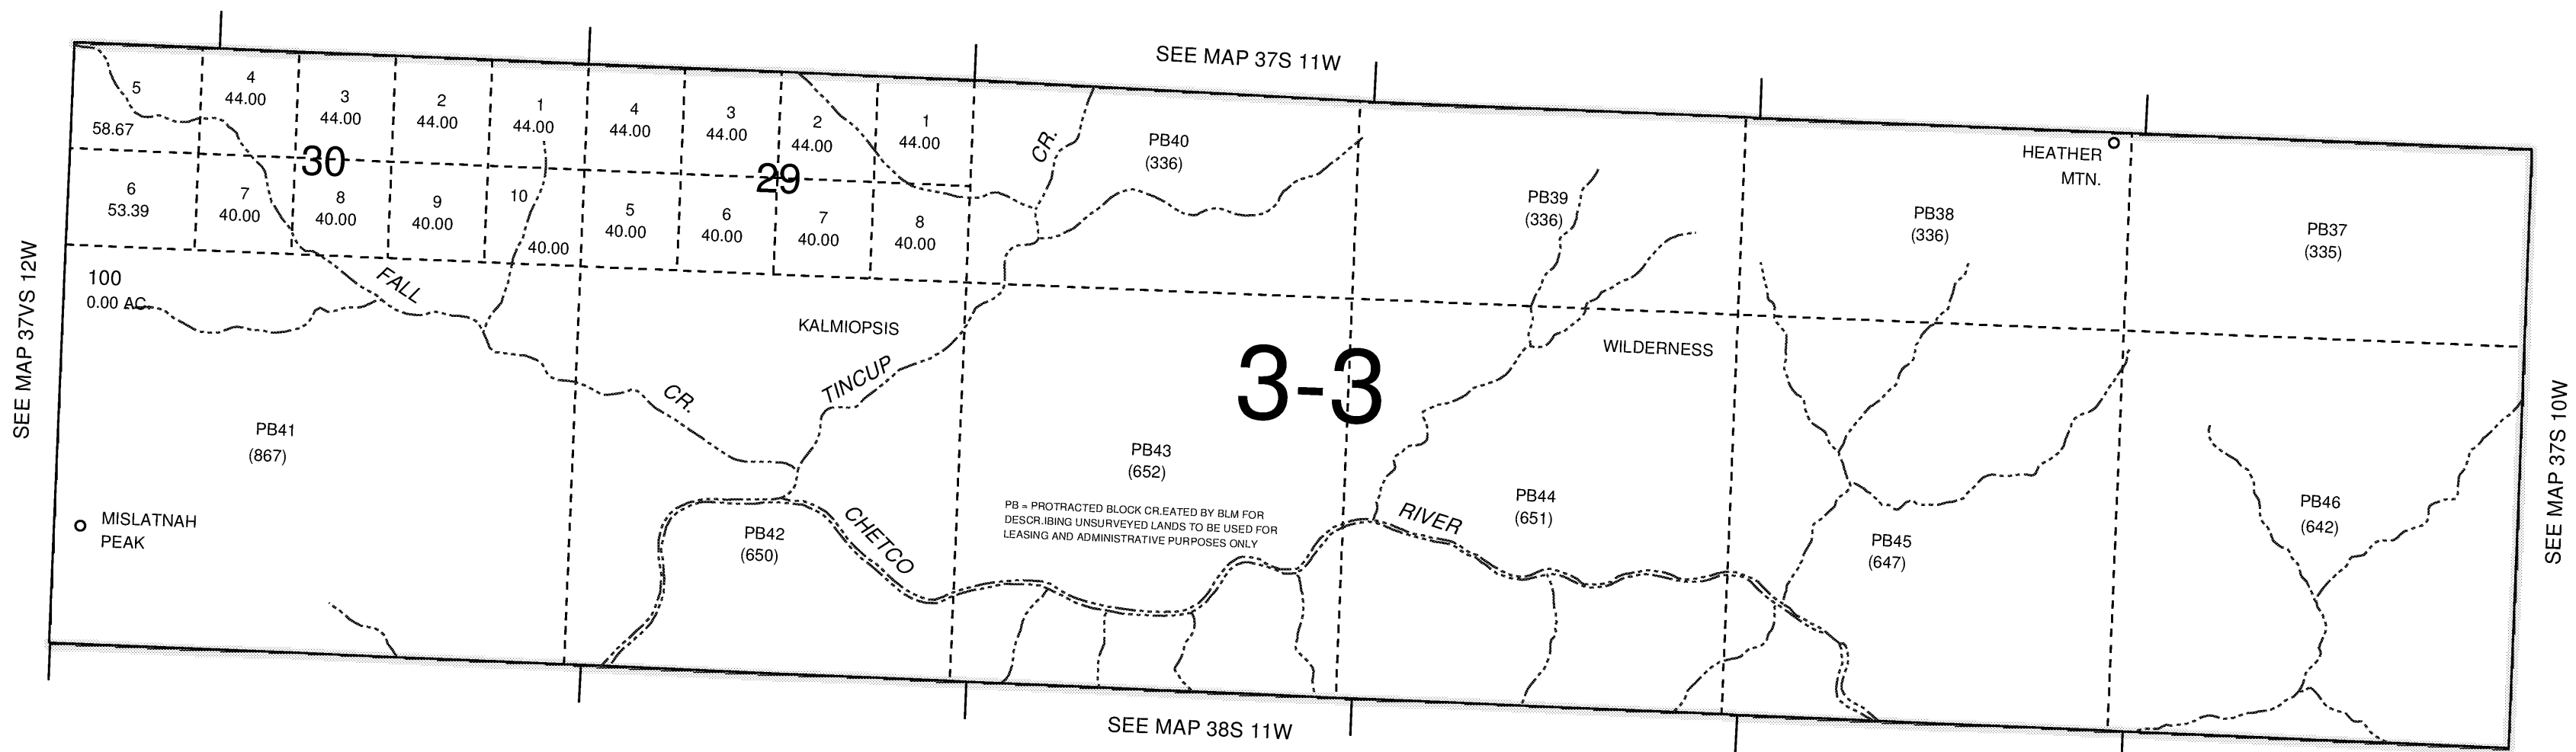 SEE MAP 37S 11W
5
58.67
4
44.00
3
44.00
2
44.00
1
44.00
4
44.00
3
44.00
2
44.00
1
44.00
30
29
6
53.39
7
40.00
8
40.00
9
40.00
10
40.00
5
40.00
6
40.00
7
40.00
8
40.00
CR.
PB40
(336)
PB39
(336)
PB38
(336)
HEATHER
MTN.
PB37
(335)
SEE MAP 37VS 12W
100
0.00 AC.
FALL
CR.
KALMIOPSIS
TINCUP
3-3
WILDERNESS
SEE MAP 37S 10W
PB41
(867)
MISLATNAH
PEAK
PB42
(650)
CHETCO
PB43
(652)
PB = PROTRACTED BLOCK CR.EATED BY BLM FOR
DESCR.IBING UNSURVEYED LANDS TO BE USED FOR
LEASING AND ADMINISTRATIVE PURPOSES ONLY
RIVER
PB44
(651)
PB45
(647)
PB46
(642)
SEE MAP 38S 11W